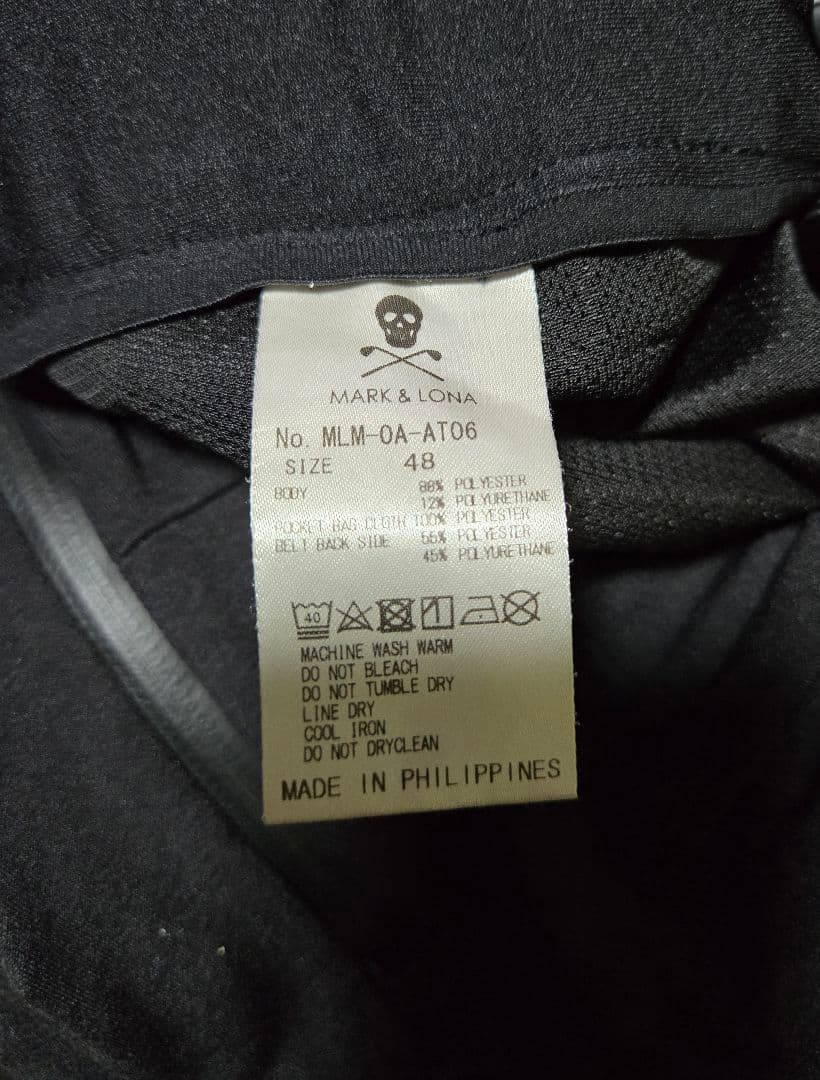 MARK & LONA
No. MLM-0A-AT06
SIZE 48
BODY 88% POLYESTER
12% POLYURETHANE
POCKET BAG CLOTH 100% POLYESTER
BELT BACK SIDE 55% POLYESTER
45% POLYURETHANE
40
MACHINE WASH WARM
DO NOT BLEACH
DO NOT TUMBLE DRY
LINE DRY
COOL IRON
DO NOT DRYCLEAN
MADE IN PHILIPPINES